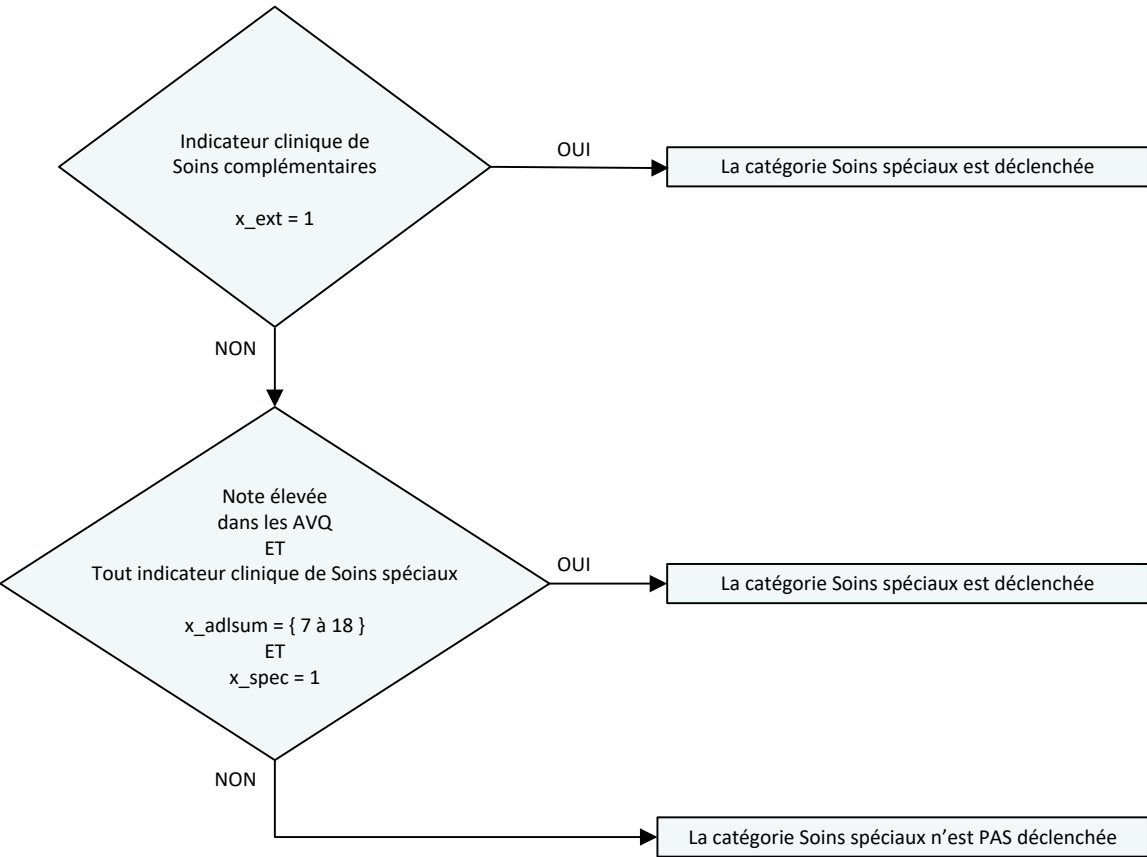 Indicateur clinique de
Soins complémentaires
x_ext = 1
OUI
La catégorie Soins spéciaux est déclenchée
NON
Note élevée
dans les AVQ
ET
Tout indicateur clinique de Soins spéciaux
x_adlsum = { 7 à 18 }
ET
x_spec = 1
OUI
La catégorie Soins spéciaux est déclenchée
NON
La catégorie Soins spéciaux n’est PAS déclenchée